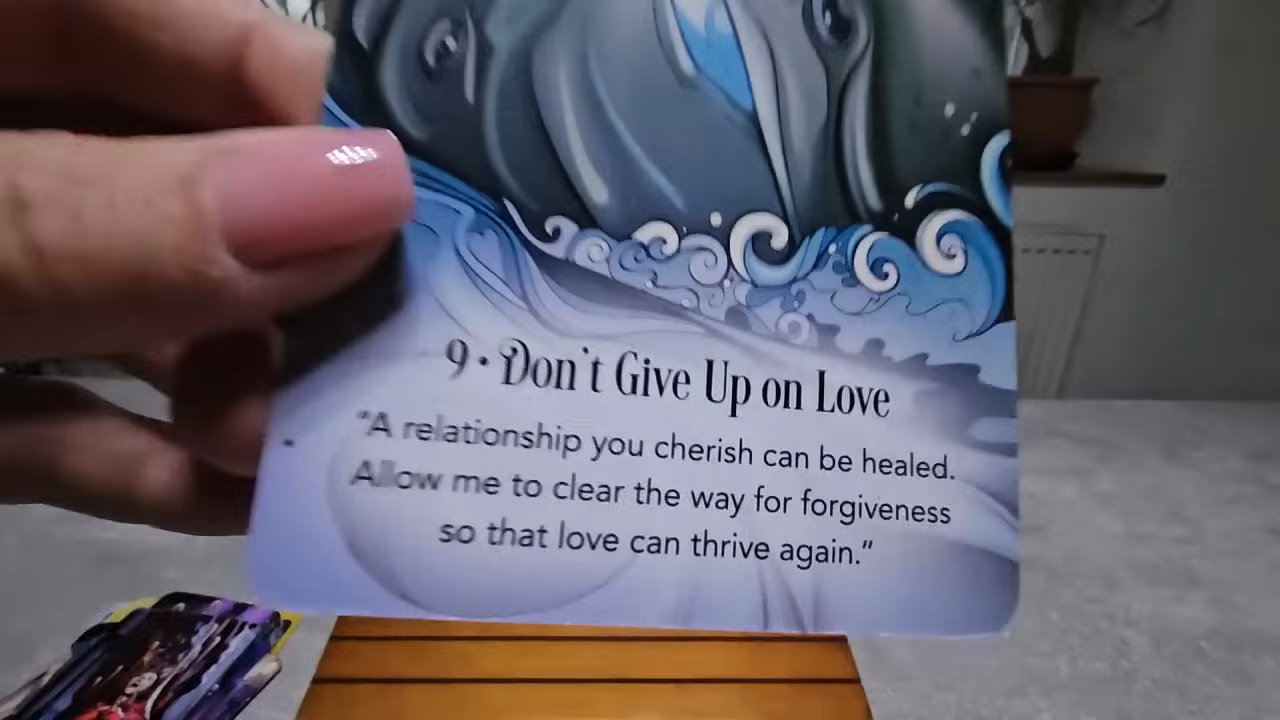 9 • Don't Give Up on Love
"A relationship you cherish can be healed.
Allow me to clear the way for forgiveness
so that love can thrive again."